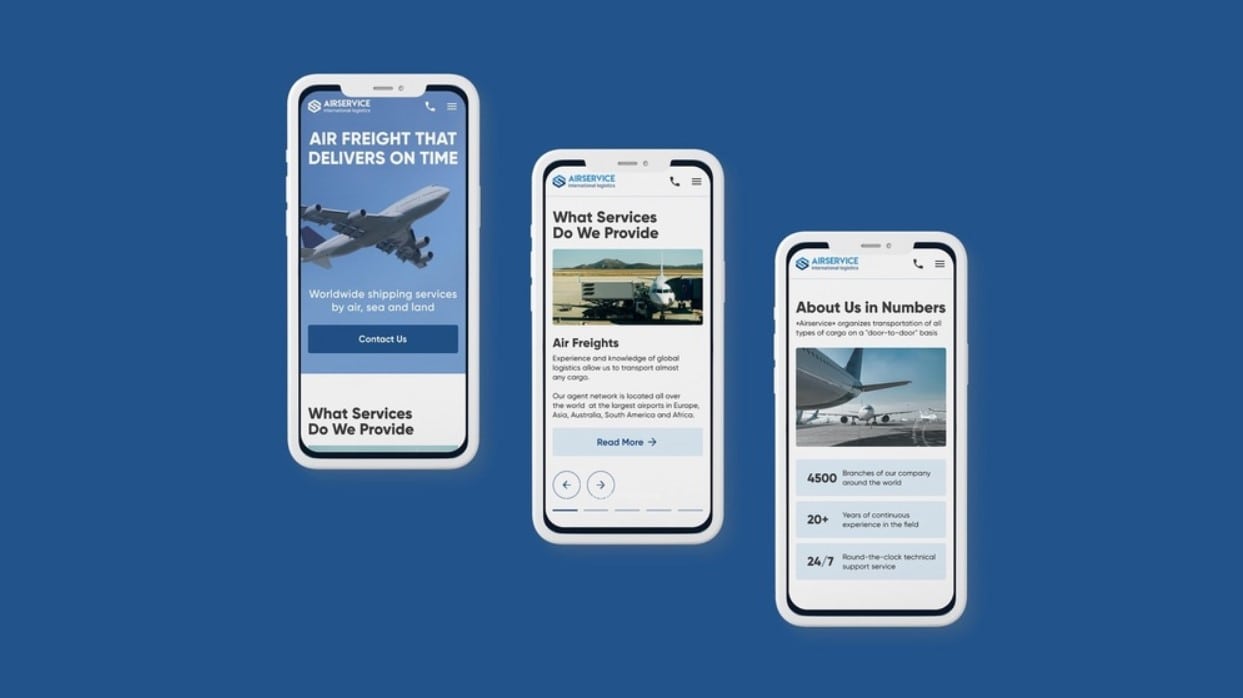 AIRSERVICE
international logistics
AIR FREIGHT THAT
DELIVERS ON TIME
Worldwide shipping services
by air, sea and land
Contact Us
What Services
Do We Provide
AIRSERVICE
international logistics
What Services
Do We Provide
Air Freights
Experience and knowledge of global
logistics allow us to transport almost
any cargo.
Our agent network is located all over
the world at the largest airports in Europe,
Asia, Australia, South America and Africa.
Read More →
AIRSERVICE
international logistics
About Us in Numbers
«Airservice» organizes transportation of all
types of cargo on a "door-to-door" basis
4500
Branches of our company
around the world
20+
Years of continuous
experience in the field
24/7
Round-the-clock technical
support service